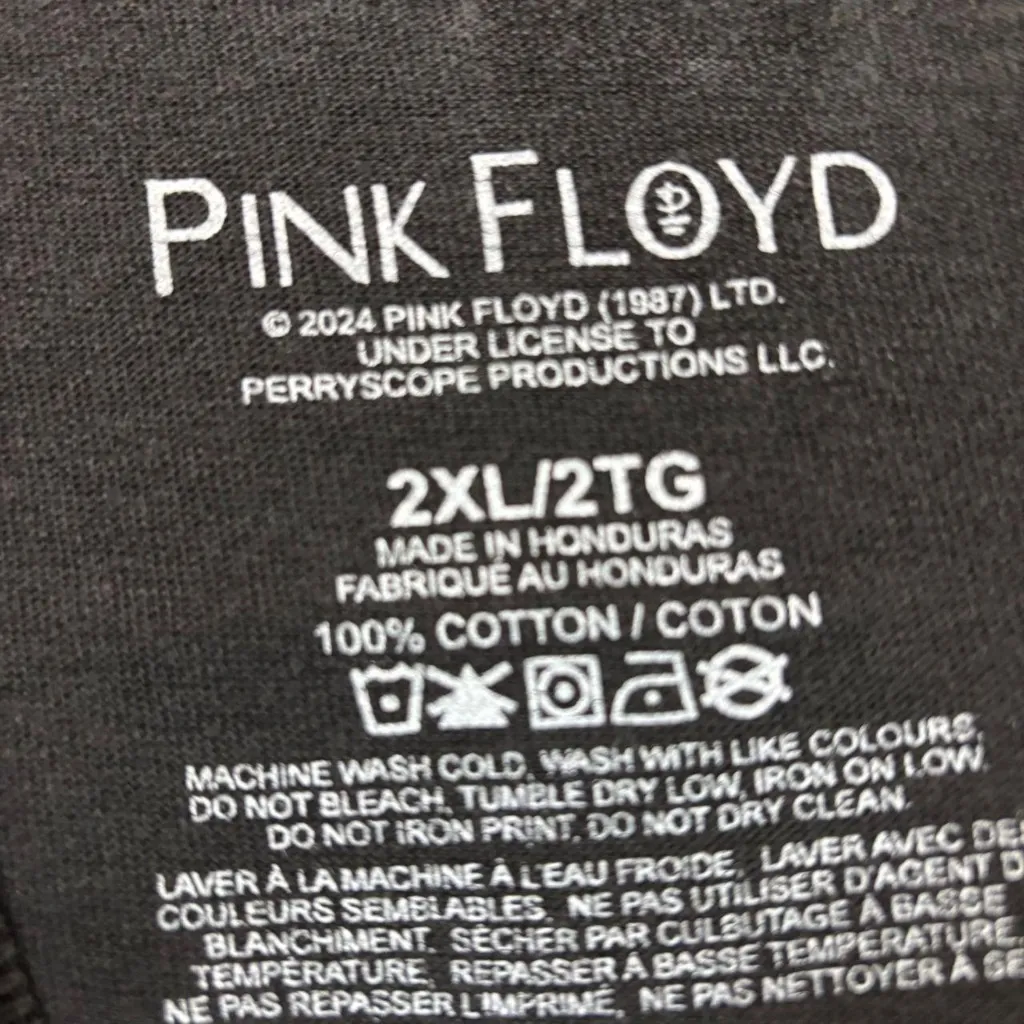 PINK FLOYD
© 2024 PINK FLOYD (1987) LTD.
UNDER LICENSE TO
PERRYSCOPE PRODUCTIONS LLC.
2XL/2TG
MADE IN HONDURAS
FABRIQUÉ AU HONDURAS
100% COTTON / COTON
MACHINE WASH COLD. WASH WITH LIKE COLOURS.
DO NOT BLEACH. TUMBLE DRY LOW. IRON ON LOW.
DO NOT IRON PRINT. DO NOT DRY CLEAN.
LAVER À LA MACHINE À L'EAU FROIDE. LAVER AVEC DE
COULEURS SEMBLABLES. NE PAS UTILISER D'AGENT D
BLANCHIMENT. SÉCHER PAR CULBUTAGE À BASSE
TEMPÉRATURE. REPASSER À BASSE TEMPERATURE.
NE PAS REPASSER L'IMPRIMÉ. NE PAS NETTOYER À SE